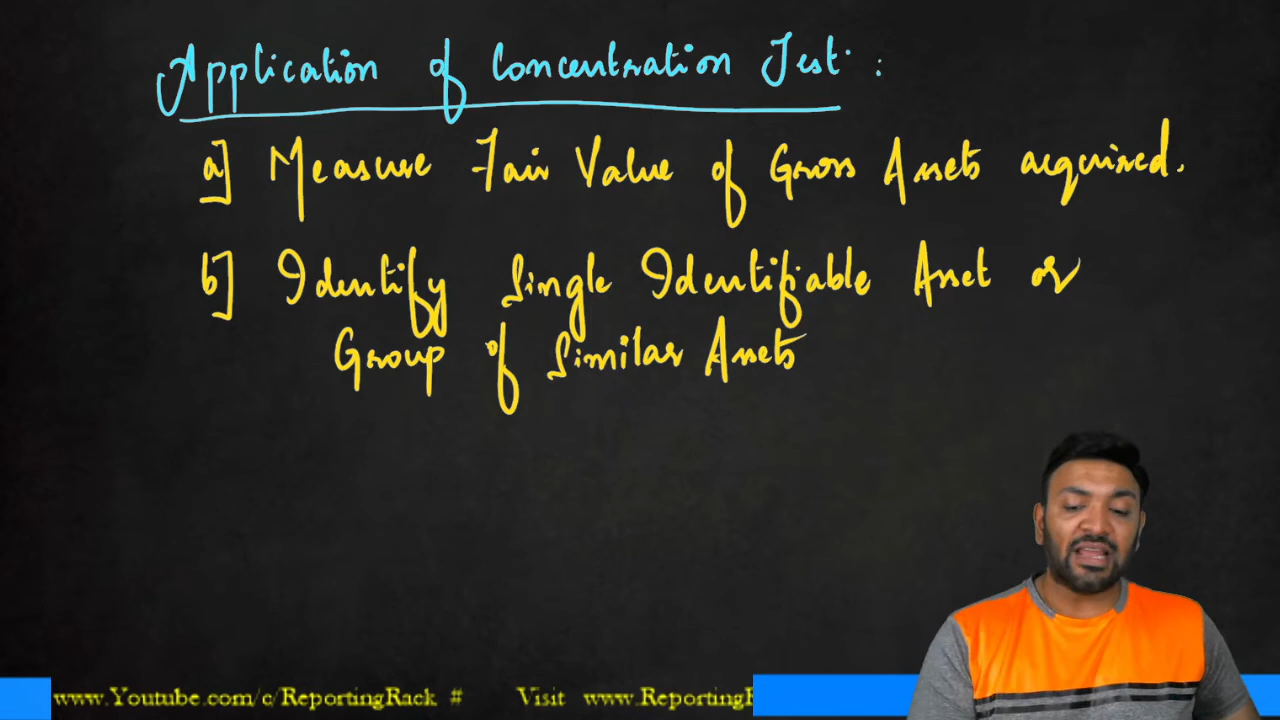 Application of Concentration Test :
a] Measure Fair Value of Gross Assets acquired.
b] Identify Single Identifiable Asset or
Group of Similar Assets
www.Youtube.com/c/ReportingRack # Visit www.Reporting